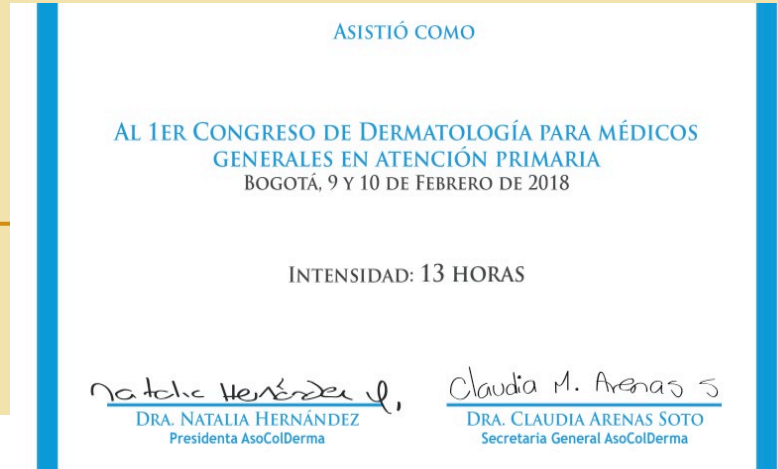 Asistió como
Al 1er Congreso de Dermatología para médicos
generales en atención primaria
Bogotá, 9 y 10 de Febrero de 2018
Intensidad: 13 horas
Natalia Hernández
Claudia M. Arenas S
Dra. Natalia Hernández
Dra. Claudia Arenas Soto
Presidenta AsoColDerma
Secretaria General AsoColDerma